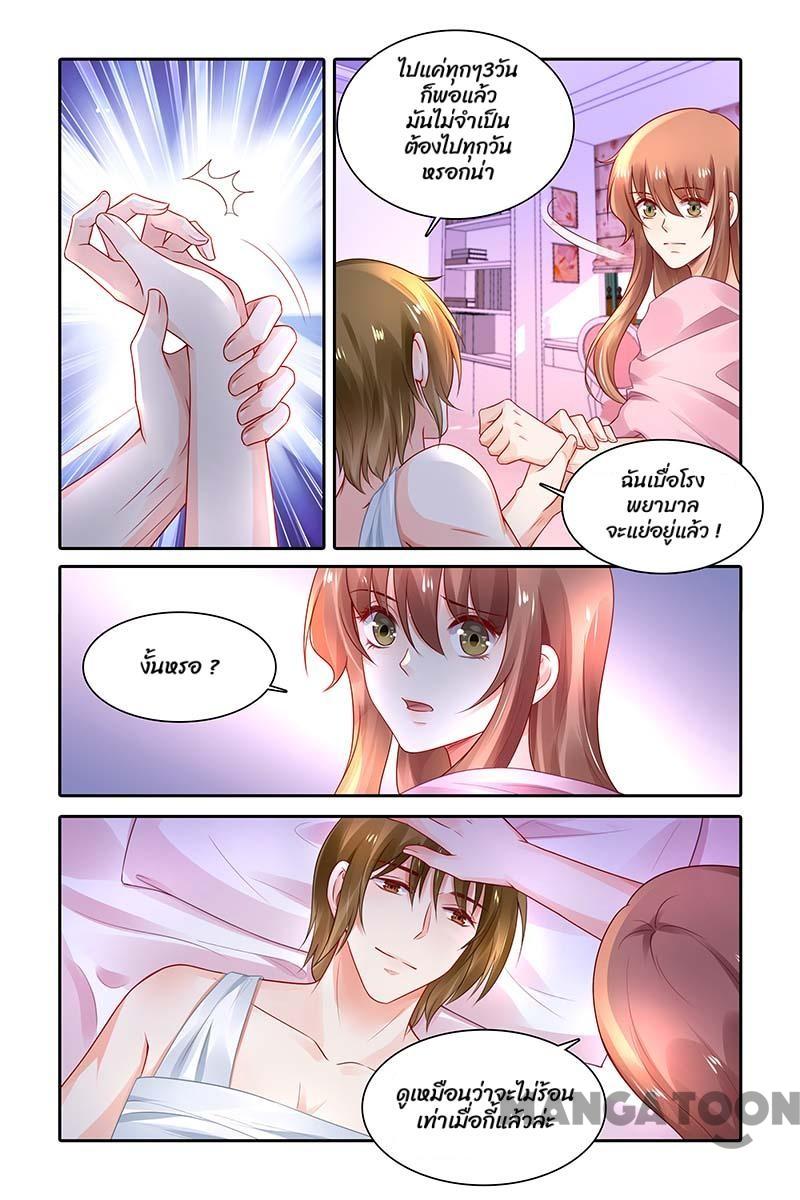 ไปแค่ทุกๆ3วัน
ก็พอแล้ว
มันไม่จำเป็น
ต้องไปทุกวัน
หรอกน่า
ฉันเบื่อโรง
พยาบาล
จะแย่อยู่แล้ว !
งั้นหรอ ?
ดูเหมือนว่าจะไม่ร้อน
เท่าเมื่อกี้แล้วละ
MANGATOON